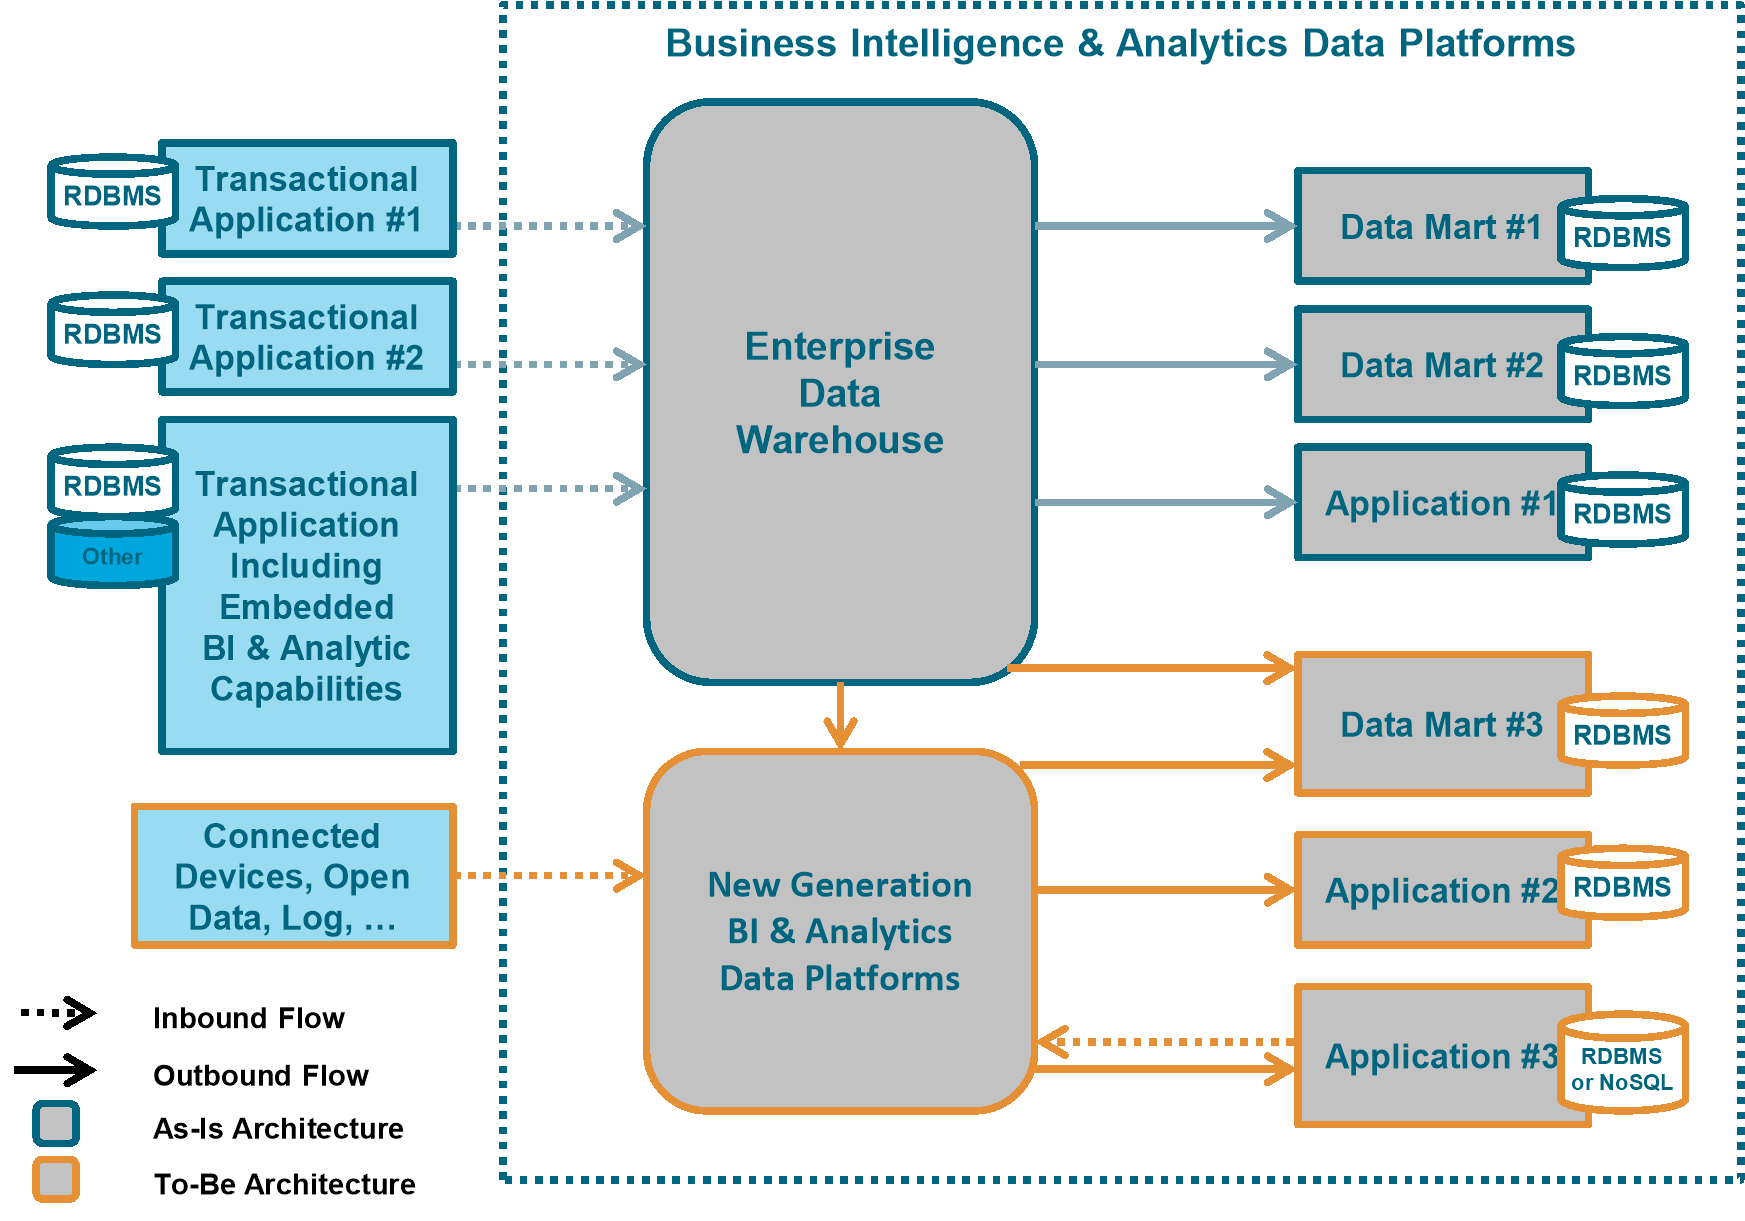 Business Intelligence & Analytics Data Platforms
RDBMS
Transactional
Application #1
RDBMS
Transactional
Application #2
RDBMS
Other
Transactional
Application
Including
Embedded
BI & Analytic
Capabilities
Connected
Devices, Open
Data, Log, …
Enterprise
Data
Warehouse
New Generation
BI & Analytics
Data Platforms
Data Mart #1
RDBMS
Data Mart #2
RDBMS
Application #1
RDBMS
Data Mart #3
RDBMS
Application #2
RDBMS
Application #3
RDBMS
or NoSQL
Inbound Flow
Outbound Flow
As-Is Architecture
To-Be Architecture